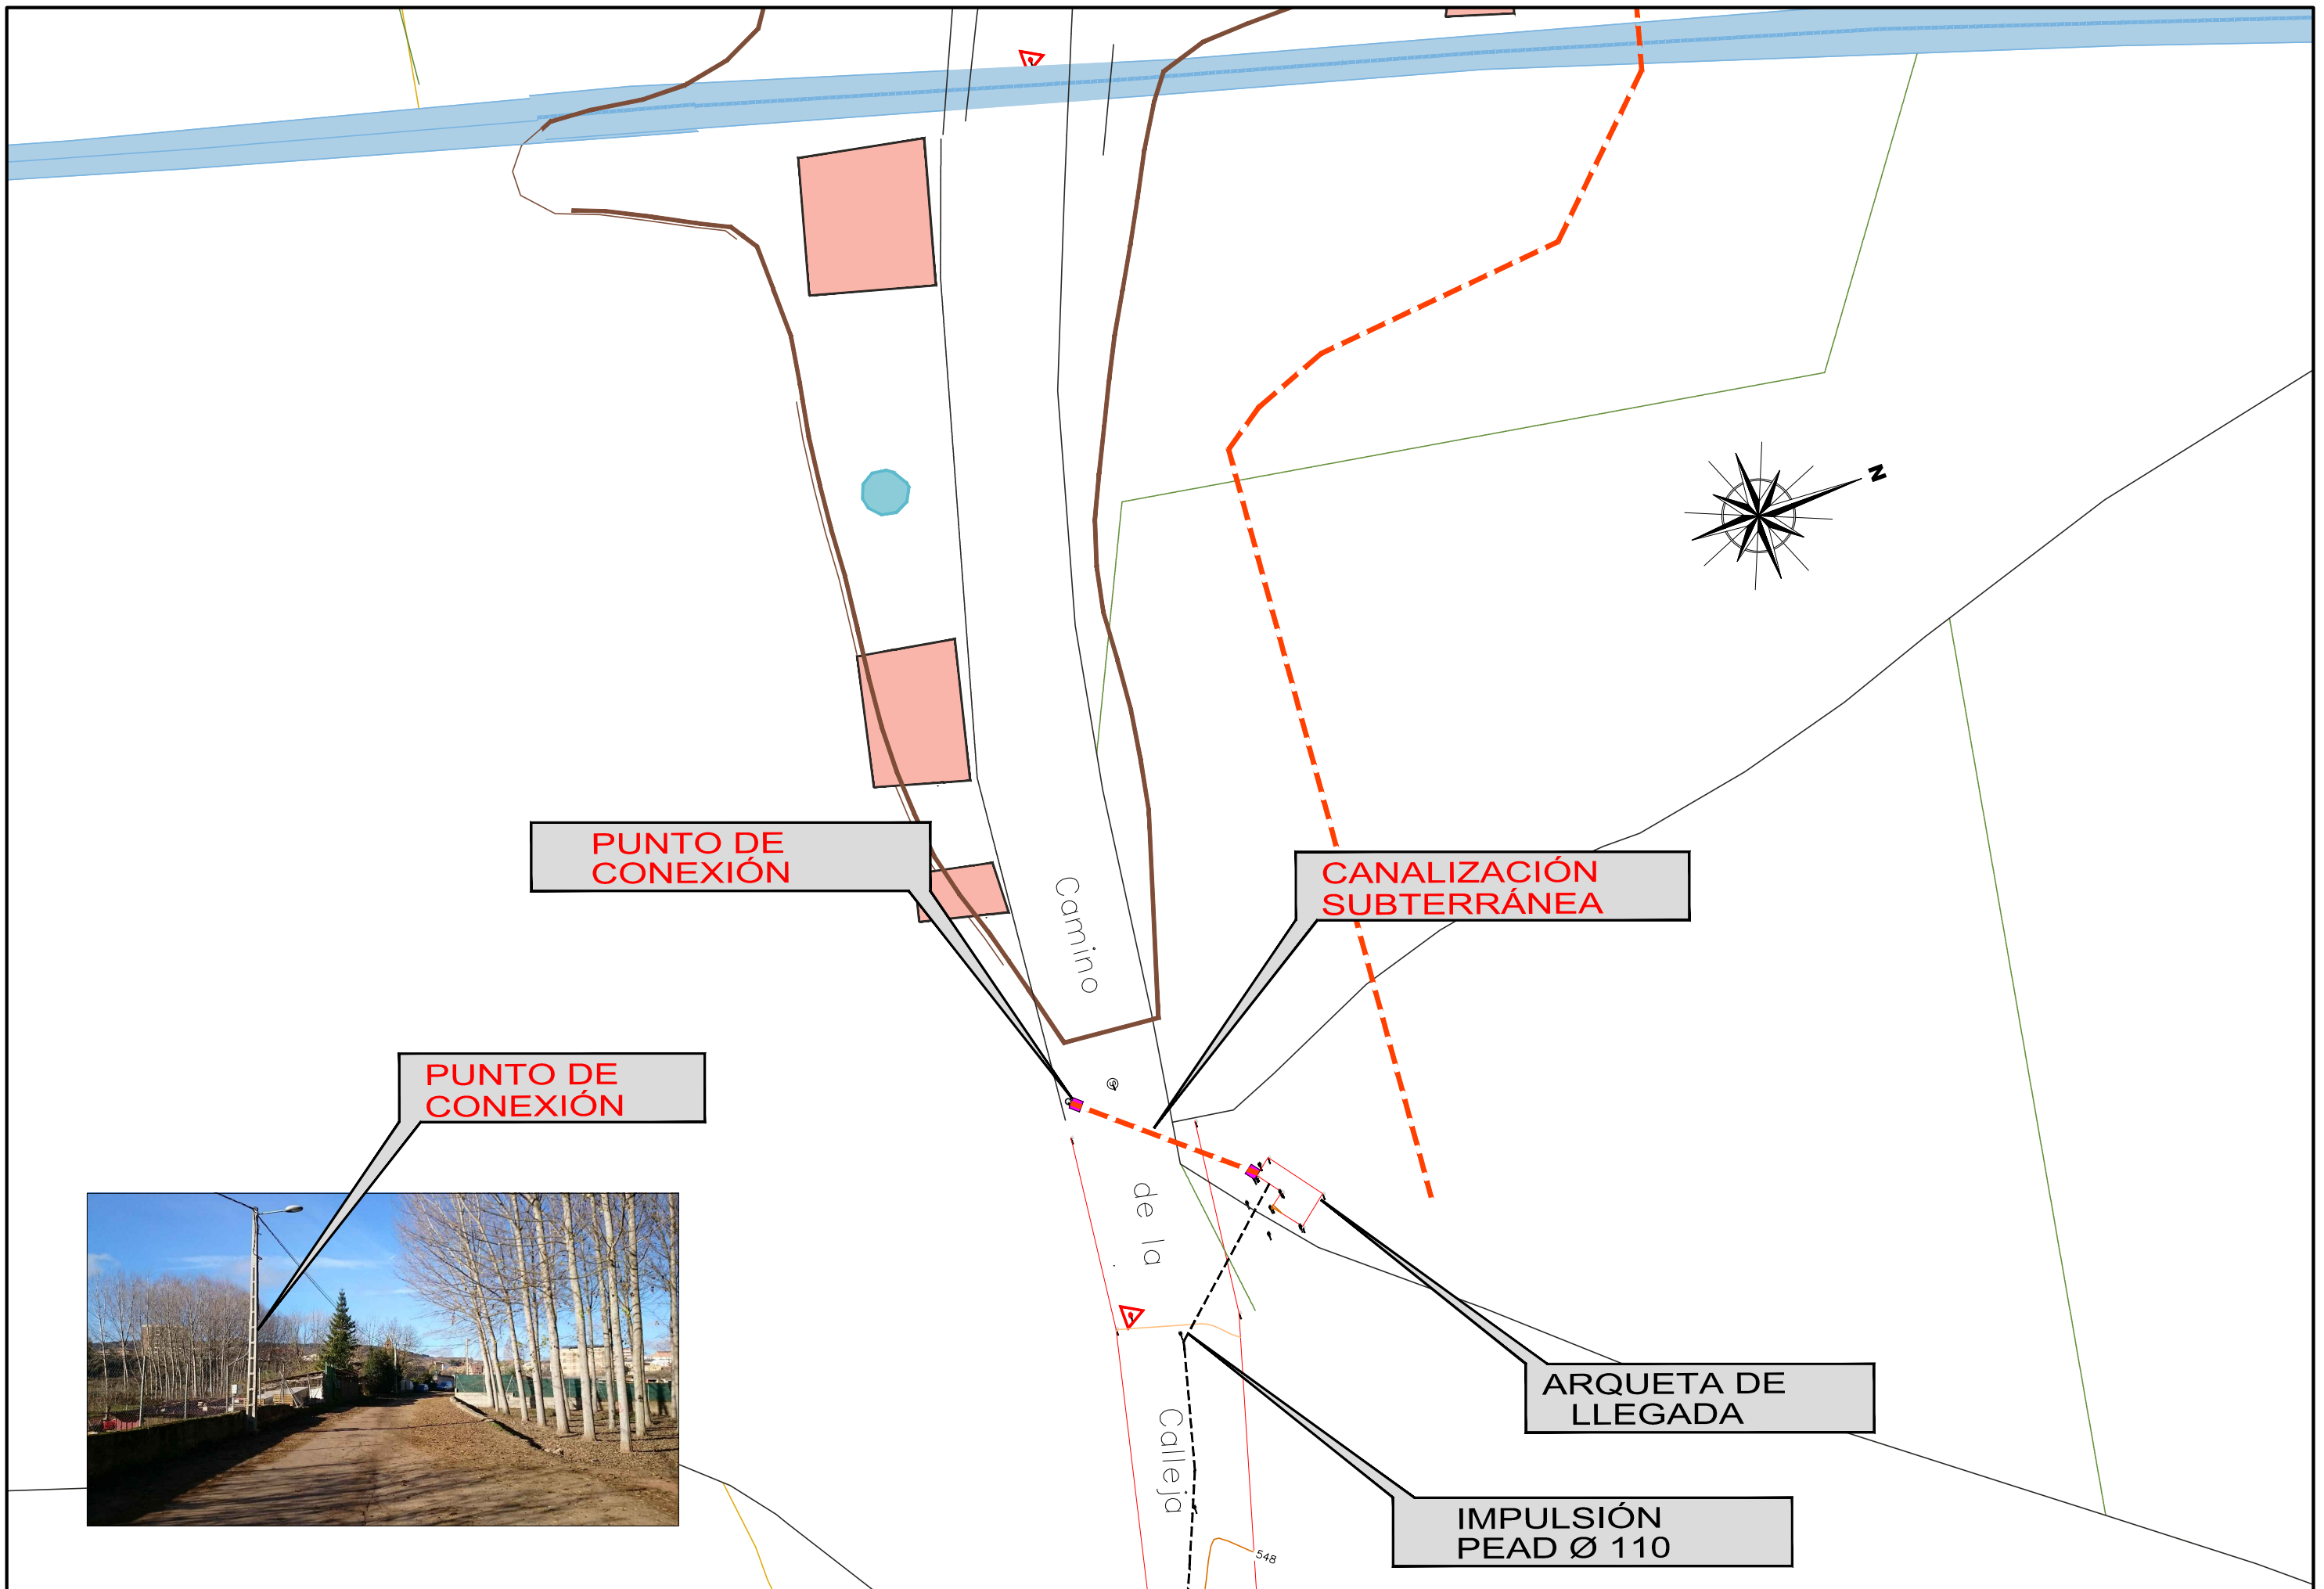 N
PUNTO DE
CONEXIÓN
CANALIZACIÓN
SUBTERRÁNEA
Camino
de la
Calleja
PUNTO DE
CONEXIÓN
ARQUETA DE
LLEGADA
IMPULSIÓN
PEAD Ø 110
548